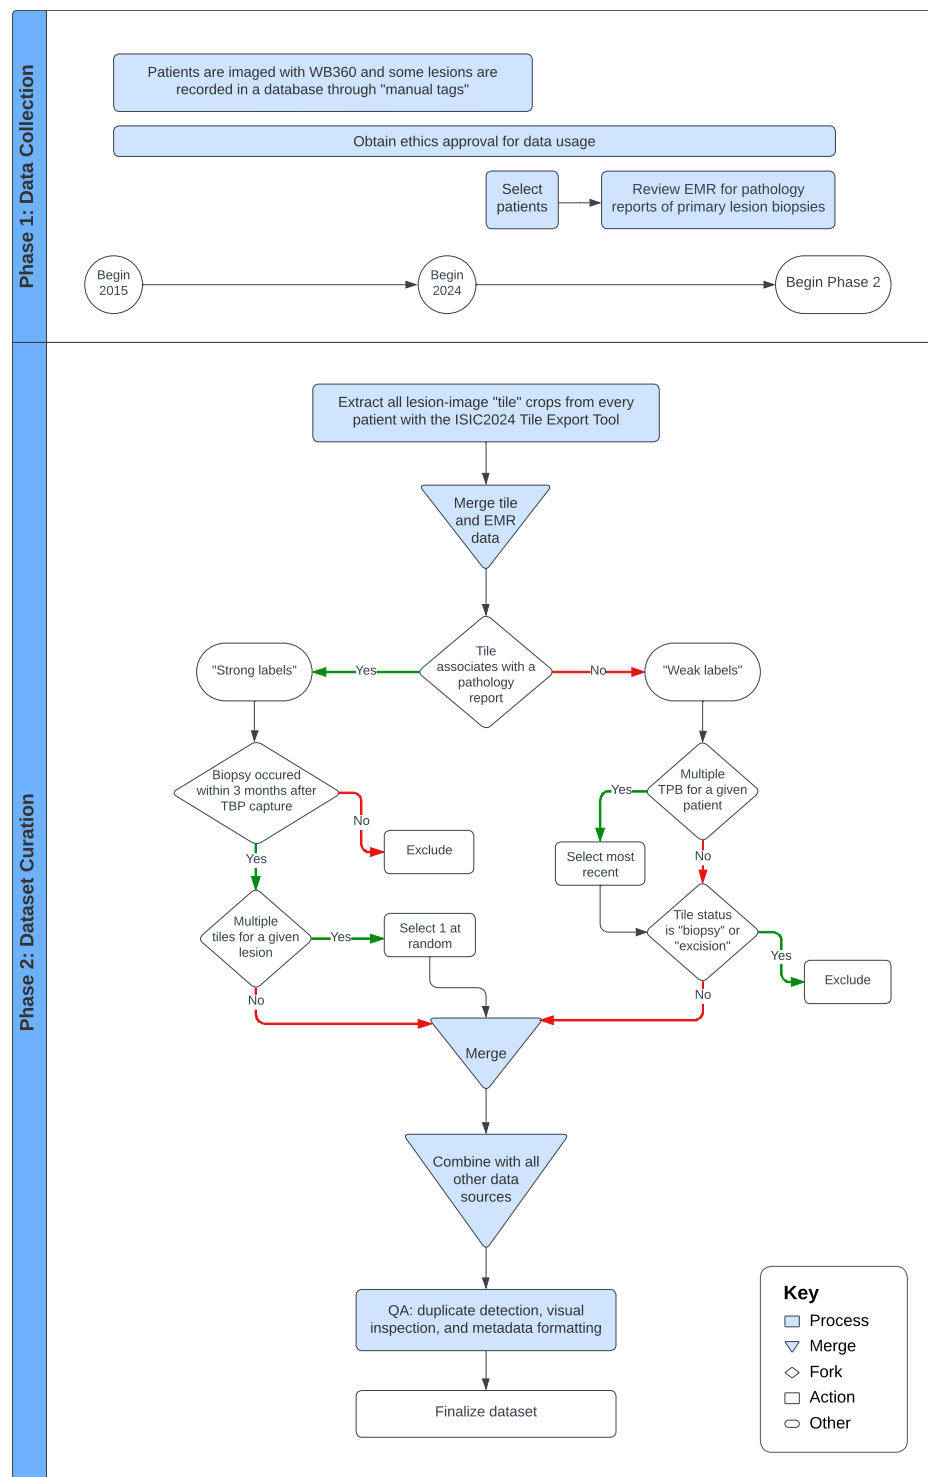 Phase 1: Data Collection
Patients are imaged with WB360 and some lesions are
recorded in a database through "manual tags"
Obtain ethics approval for data usage
Select
patients
Review EMR for pathology
reports of primary lesion biopsies
Begin
2015
Begin
2024
Begin Phase 2
Phase 2: Dataset Curation
Extract all lesion-image "tile" crops from every
patient with the ISIC2024 Tile Export Tool
Merge tile
and EMR
data
Tile
associates with a
pathology
report
Yes
No
"Strong labels"
"Weak labels"
Biopsy occured
within 3 months after
TBP capture
No
Exclude
Yes
Multiple
tiles for a given
lesion
Yes
Select 1 at
random
No
Multiple
TPB for a given
patient
Yes
Select most
recent
No
Tile status
is "biopsy" or
"excision"
Yes
Exclude
No
Merge
Combine with all
other data
sources
QA: duplicate detection, visual
inspection, and metadata formatting
Finalize dataset
Key
Process
Merge
Fork
Action
Other